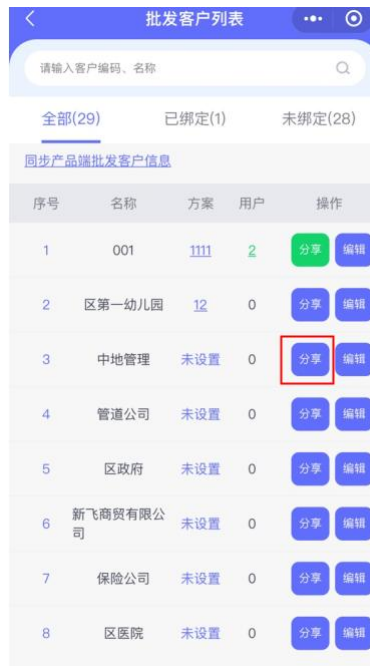 批发客户列表
请输入客户编码、名称
全部(29) 已绑定(1) 未绑定(28)
同步产品端批发客户信息
序号 名称 方案 用户 操作
1 001 1111 2 分享 编辑
2 区第一幼儿园 12 0 分享 编辑
3 中地管理 未设置 0 分享 编辑
4 管道公司 未设置 0 分享 编辑
5 区政府 未设置 0 分享 编辑
6 新飞商贸有限公
司 未设置 0 分享 编辑
7 保险公司 未设置 0 分享 编辑
8 区医院 未设置 0 分享 编辑